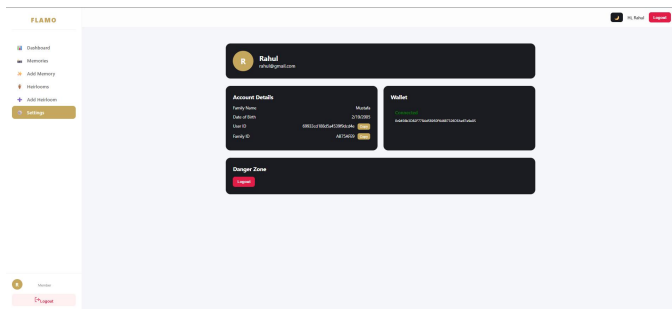 FLAMO
Hi, Rahul
Logout
Dashboard
Memories
Add Memory
Heirlooms
Add Heirloom
Settings
R
Rahul
rahul@gmail.com
Account Details
Family Name
Mustafa
Date of Birth
2/19/2005
User ID
Copy
Family ID
Copy
Wallet
Connected
Danger Zone
Logout
R
Member
Logout